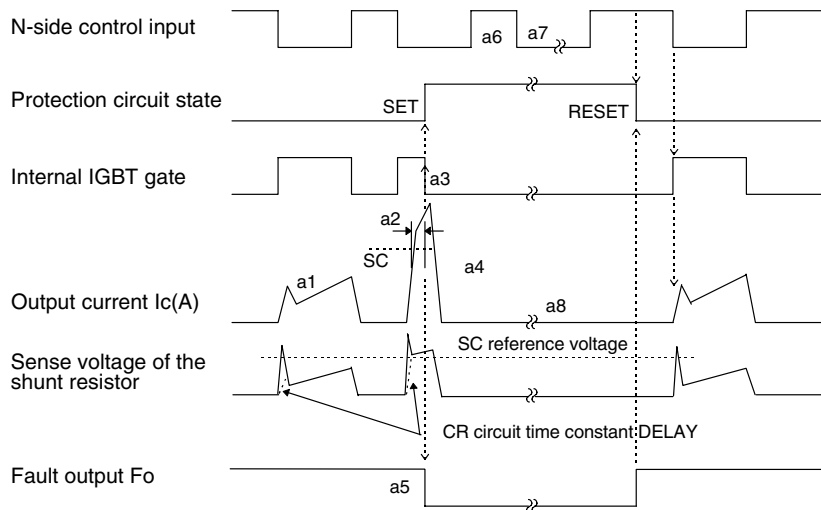 N-side control input
a6
a7
Protection circuit state
SET
RESET
Internal IGBT gate
a3
a2
SC
a4
a1
Output current Ic(A)
a8
SC reference voltage
Sense voltage of the
shunt resistor
CR circuit time constant DELAY
Fault output Fo
a5